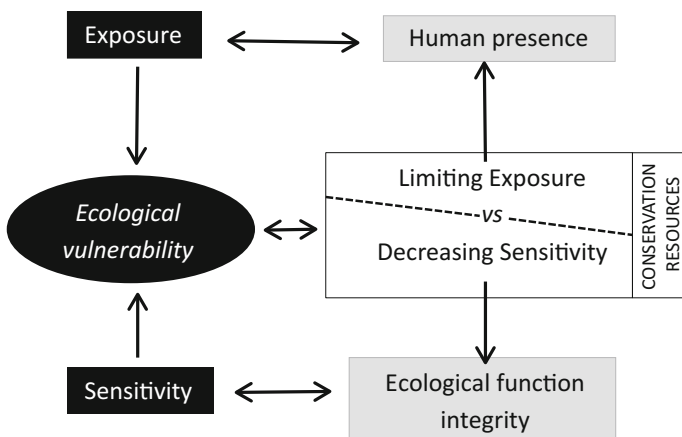 Exposure
Human presence
Limiting Exposure
vs
Decreasing Sensitivity
CONSERVATION
RESOURCES
Ecological
vulnerability
Sensitivity
Ecological function
integrity